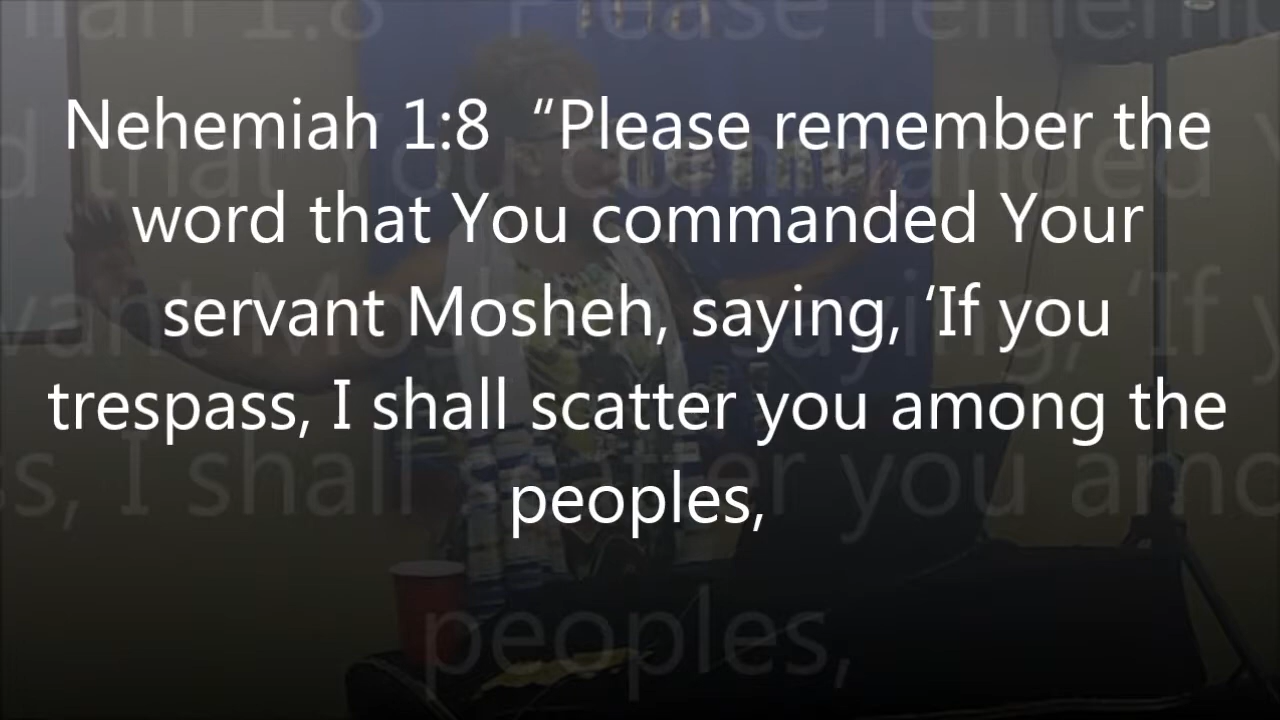 Nehemiah 1:8  “Please remember the
word that You commanded Your
servant Mosheh, saying, ‘If you
trespass, I shall scatter you among the
peoples,